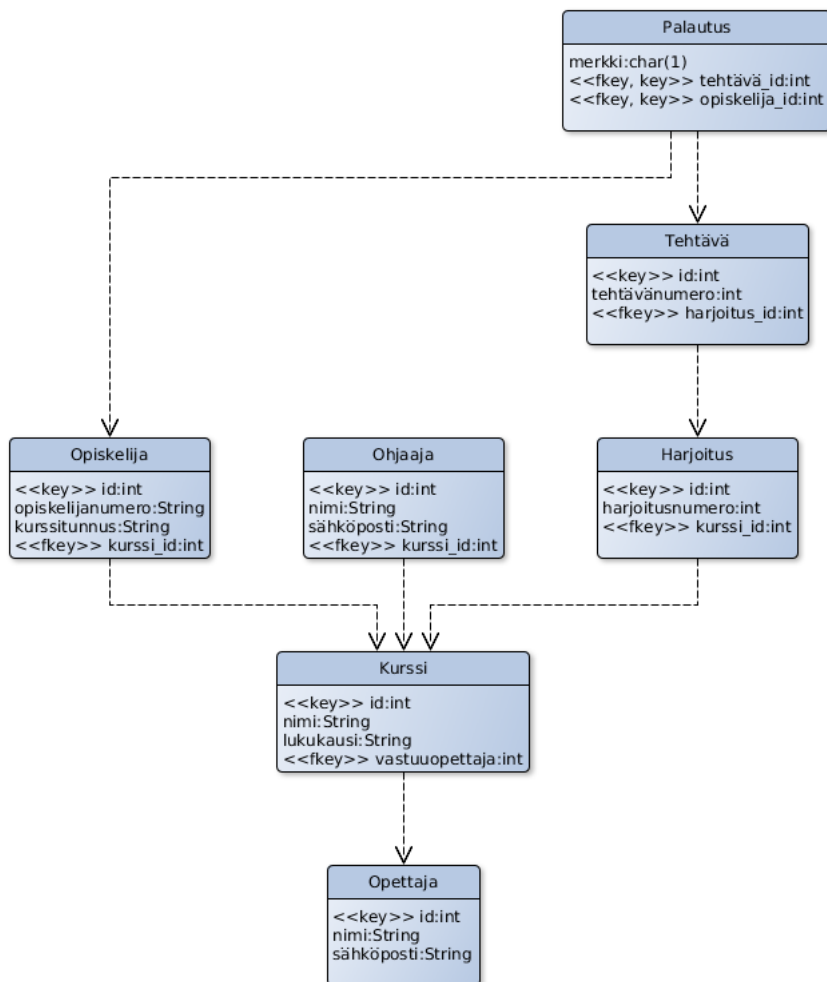 Palautus
merkki:char(1)
<<fkey, key>> tehtävä_id:int
<<fkey, key>> opiskelija_id:int
Tehtävä
<<key>> id:int
tehtävänumero:int
<<fkey>> harjoitus_id:int
Opiskelija
<<key>> id:int
opiskelijanumero:String
kurssitunnus:String
<<fkey>> kurssi_id:int
Ohjaaja
<<key>> id:int
nimi:String
sähköposti:String
<<fkey>> kurssi_id:int
Harjoitus
<<key>> id:int
harjoitusnumero:int
<<fkey>> kurssi_id:int
Kurssi
<<key>> id:int
nimi:String
lukukausi:String
<<fkey>> vastuuopettaja:int
Opettaja
<<key>> id:int
nimi:String
sähköposti:String